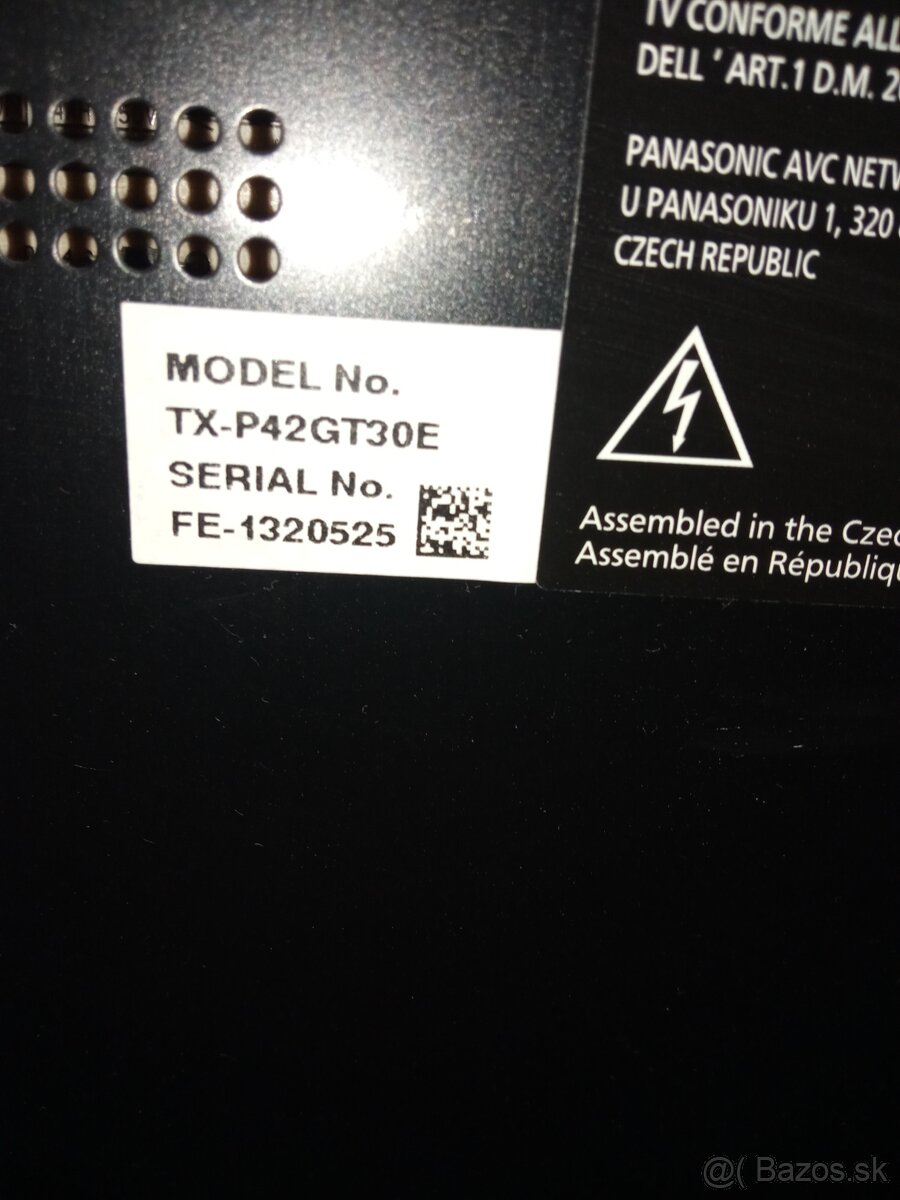 TV CONFORME ALL
DELL ' ART.1 D.M. 2
PANASONIC AVC NETW
U PANASONIKU 1, 320
CZECH REPUBLIC
MODEL No.
TX-P42GT30E
SERIAL No.
FE-1320525
Assembled in the Czec
Assemblé en Républiqu
@( Bazos.sk